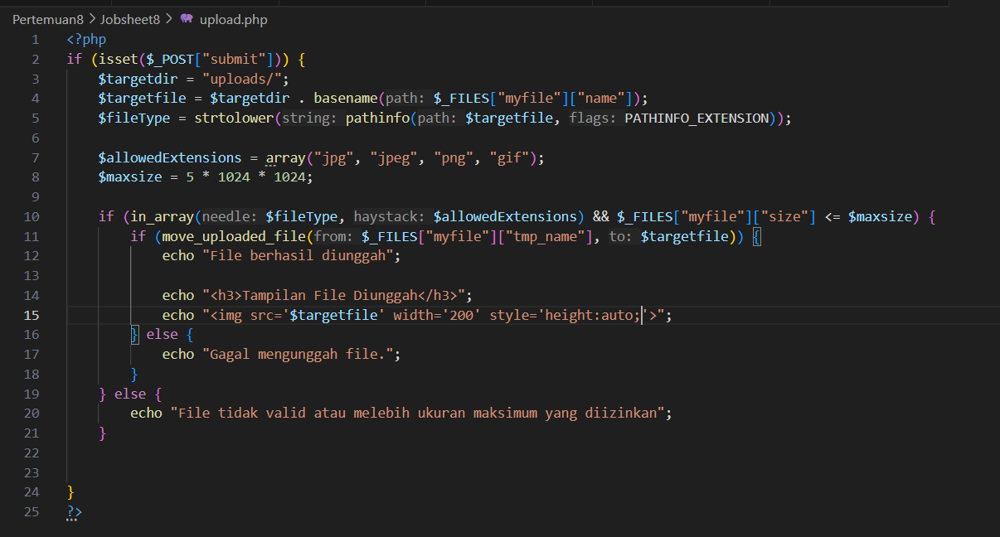 Pertemuan8 > Jobsheet8 > upload.php
1 <?php
2 if (isset($_POST["submit"])) {
3 $targetdir = "uploads/";
4 $targetfile = $targetdir . basename(path: $_FILES["myfile"]["name"]);
5 $fileType = strtolower(string: pathinfo(path: $targetfile, flags: PATHINFO_EXTENSION));
6
7 $allowedExtensions = array("jpg", "jpeg", "png", "gif");
8 $maxsize = 5 * 1024 * 1024;
9
10 if (in_array(needle: $fileType, haystack: $allowedExtensions) && $_FILES["myfile"]["size"] <= $maxsize) {
11 if (move_uploaded_file(from: $_FILES["myfile"]["tmp_name"], to: $targetfile)) {
12 echo "File berhasil diunggah";
13
14 echo "<h3>Tampilan File Diunggah</h3>";
15 echo "<img src='$targetfile' width='200' style='height:auto;'>";
16 } else {
17 echo "Gagal mengunggah file.";
18 }
19 } else {
20 echo "File tidak valid atau melebih ukuran maksimum yang diizinkan";
21 }
22
23
24 }
25 ?>